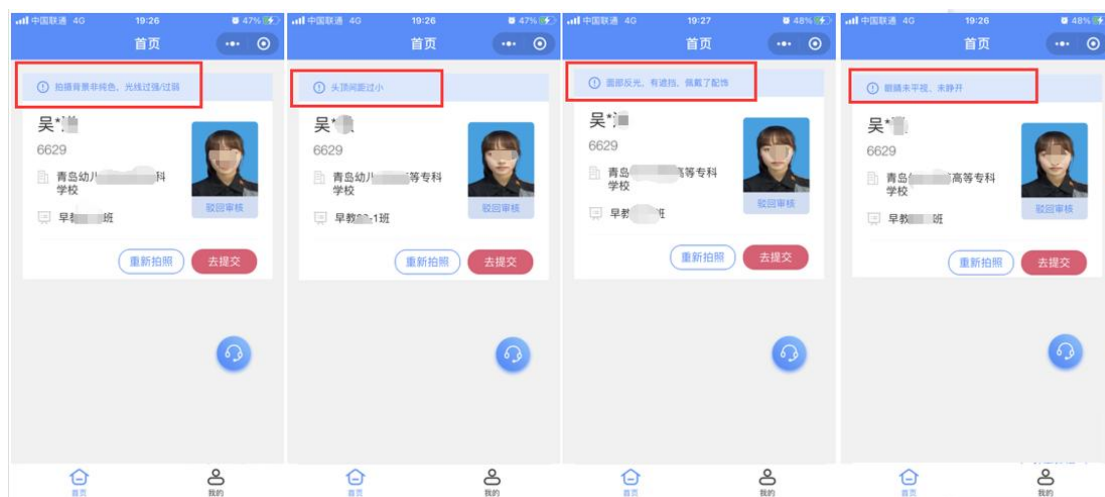 中国联通 4G 19:26 47%
首页
拍摄背景非纯色、光线过强/过弱
吴*
6629
青岛幼儿 科
学校
驳回审核
早教 班
重新拍照 去提交
首页 我的
中国联通 4G 19:26 47%
首页
头顶间距过小
吴*
6629
青岛幼儿 等专科
学校
驳回审核
早教 -1班
重新拍照 去提交
首页 我的
中国联通 4G 19:27 48%
首页
面部反光、有遮挡、佩戴了配饰
吴*
6629
青岛 高等专科
学校
驳回审核
早教 班
重新拍照 去提交
首页 我的
中国联通 4G 19:26 48%
首页
眼睛未平视、未睁开
吴*
6629
青岛 高等专科
学校
驳回审核
早教 班
重新拍照 去提交
首页 我的